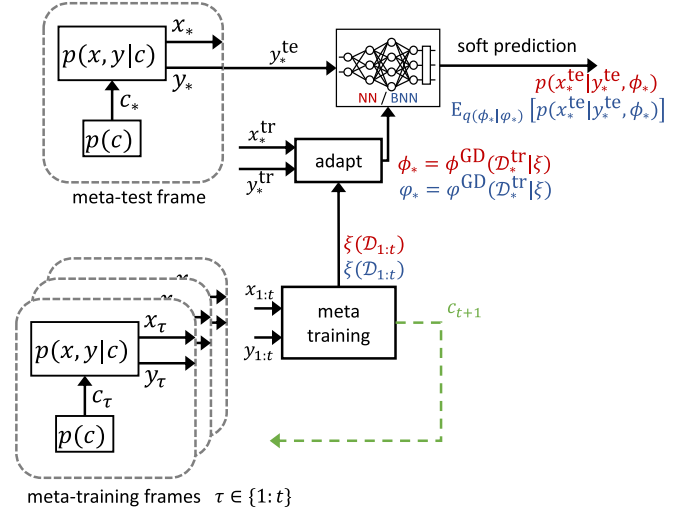 x_*
p(x, y|c)
y_*
y_*^te
soft prediction
c_*
NN / BNN
p(x_*^te|y_*^te, ϕ_*)
E_q(ϕ_*|φ_*) [p(x_*^te|y_*^te, ϕ_*)]
p(c)
x_*^tr
adapt
y_*^tr
meta-test frame
ϕ_* = ϕ^GD(𝒟_*^tr|ξ)
φ_* = φ^GD(𝒟_*^tr|ξ)
ξ(𝒟_1:t)
ξ(𝒟_1:t)
x_1:t
meta
training
c_t+1
x_τ
p(x, y|c)
y_1:t
y_τ
c_τ
p(c)
meta-training frames τ ∈ {1: t}